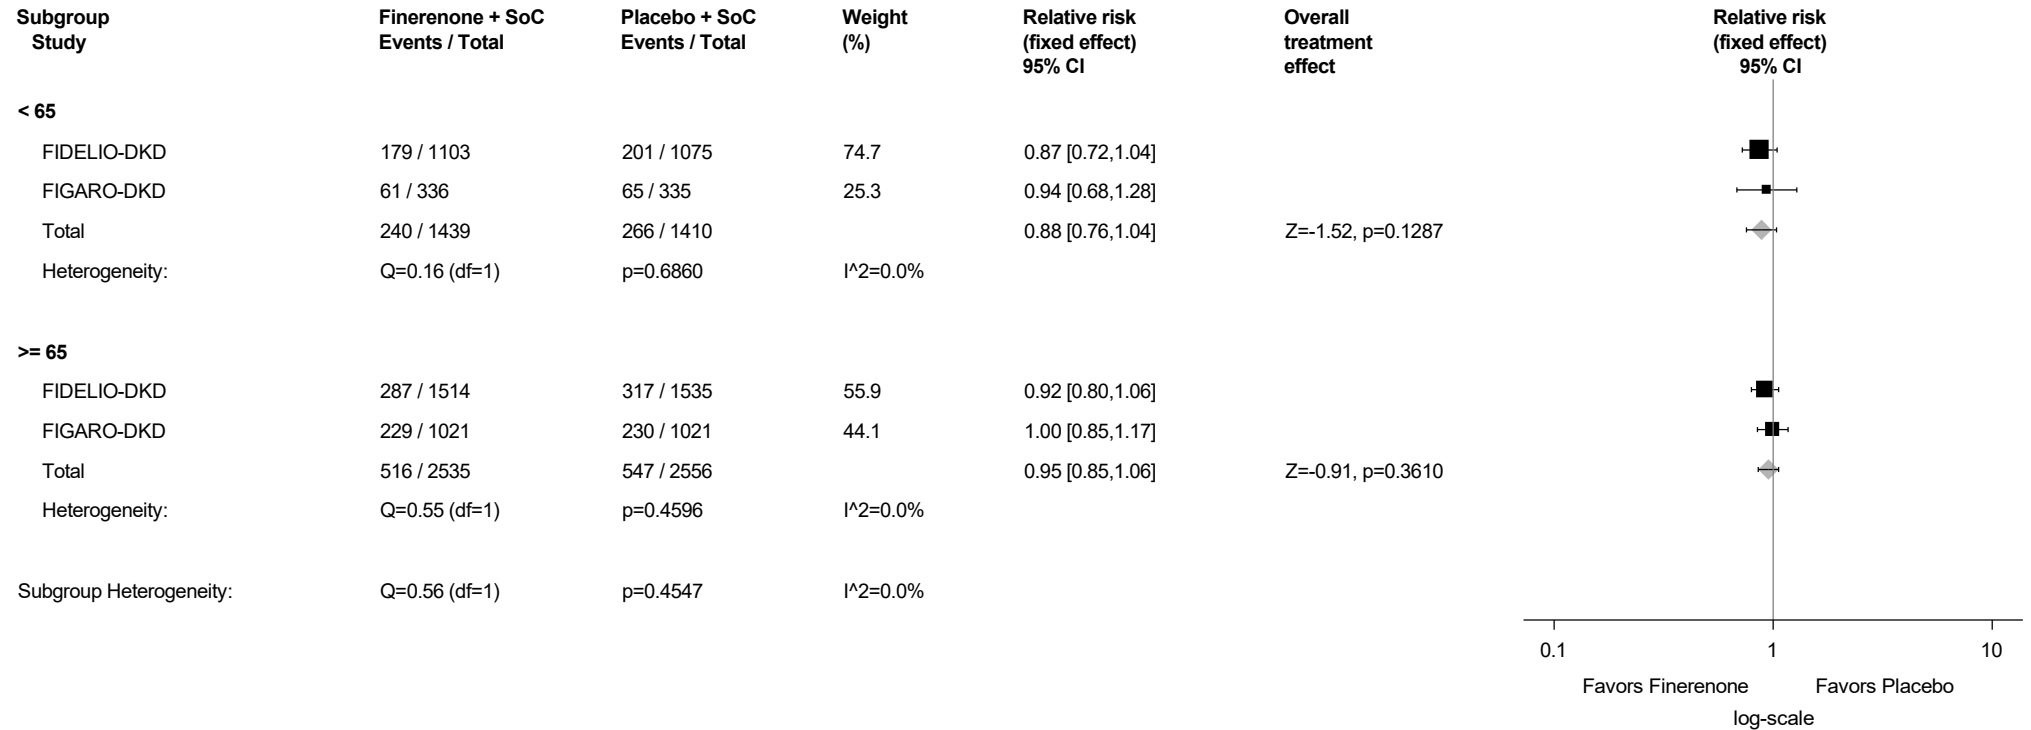 Subgroup Finerenone + SoC Placebo + SoC Weight Relative risk Overall Relative risk
Study Events / Total Events / Total (%) (fixed effect) treatment (fixed effect)
95% CI effect 95% CI
< 65
FIDELIO-DKD 179 / 1103 201 / 1075 74.7 0.87 [0.72,1.04]
FIGARO-DKD 61 / 336 65 / 335 25.3 0.94 [0.68,1.28]
Total 240 / 1439 266 / 1410 0.88 [0.76,1.04] Z=-1.52, p=0.1287
Heterogeneity: Q=0.16 (df=1) p=0.6860 I^2=0.0%
>= 65
FIDELIO-DKD 287 / 1514 317 / 1535 55.9 0.92 [0.80,1.06]
FIGARO-DKD 229 / 1021 230 / 1021 44.1 1.00 [0.85,1.17]
Total 516 / 2535 547 / 2556 0.95 [0.85,1.06] Z=-0.91, p=0.3610
Heterogeneity: Q=0.55 (df=1) p=0.4596 I^2=0.0%
Subgroup Heterogeneity: Q=0.56 (df=1) p=0.4547 I^2=0.0%
0.1 1 10
Favors Finerenone Favors Placebo
log-scale